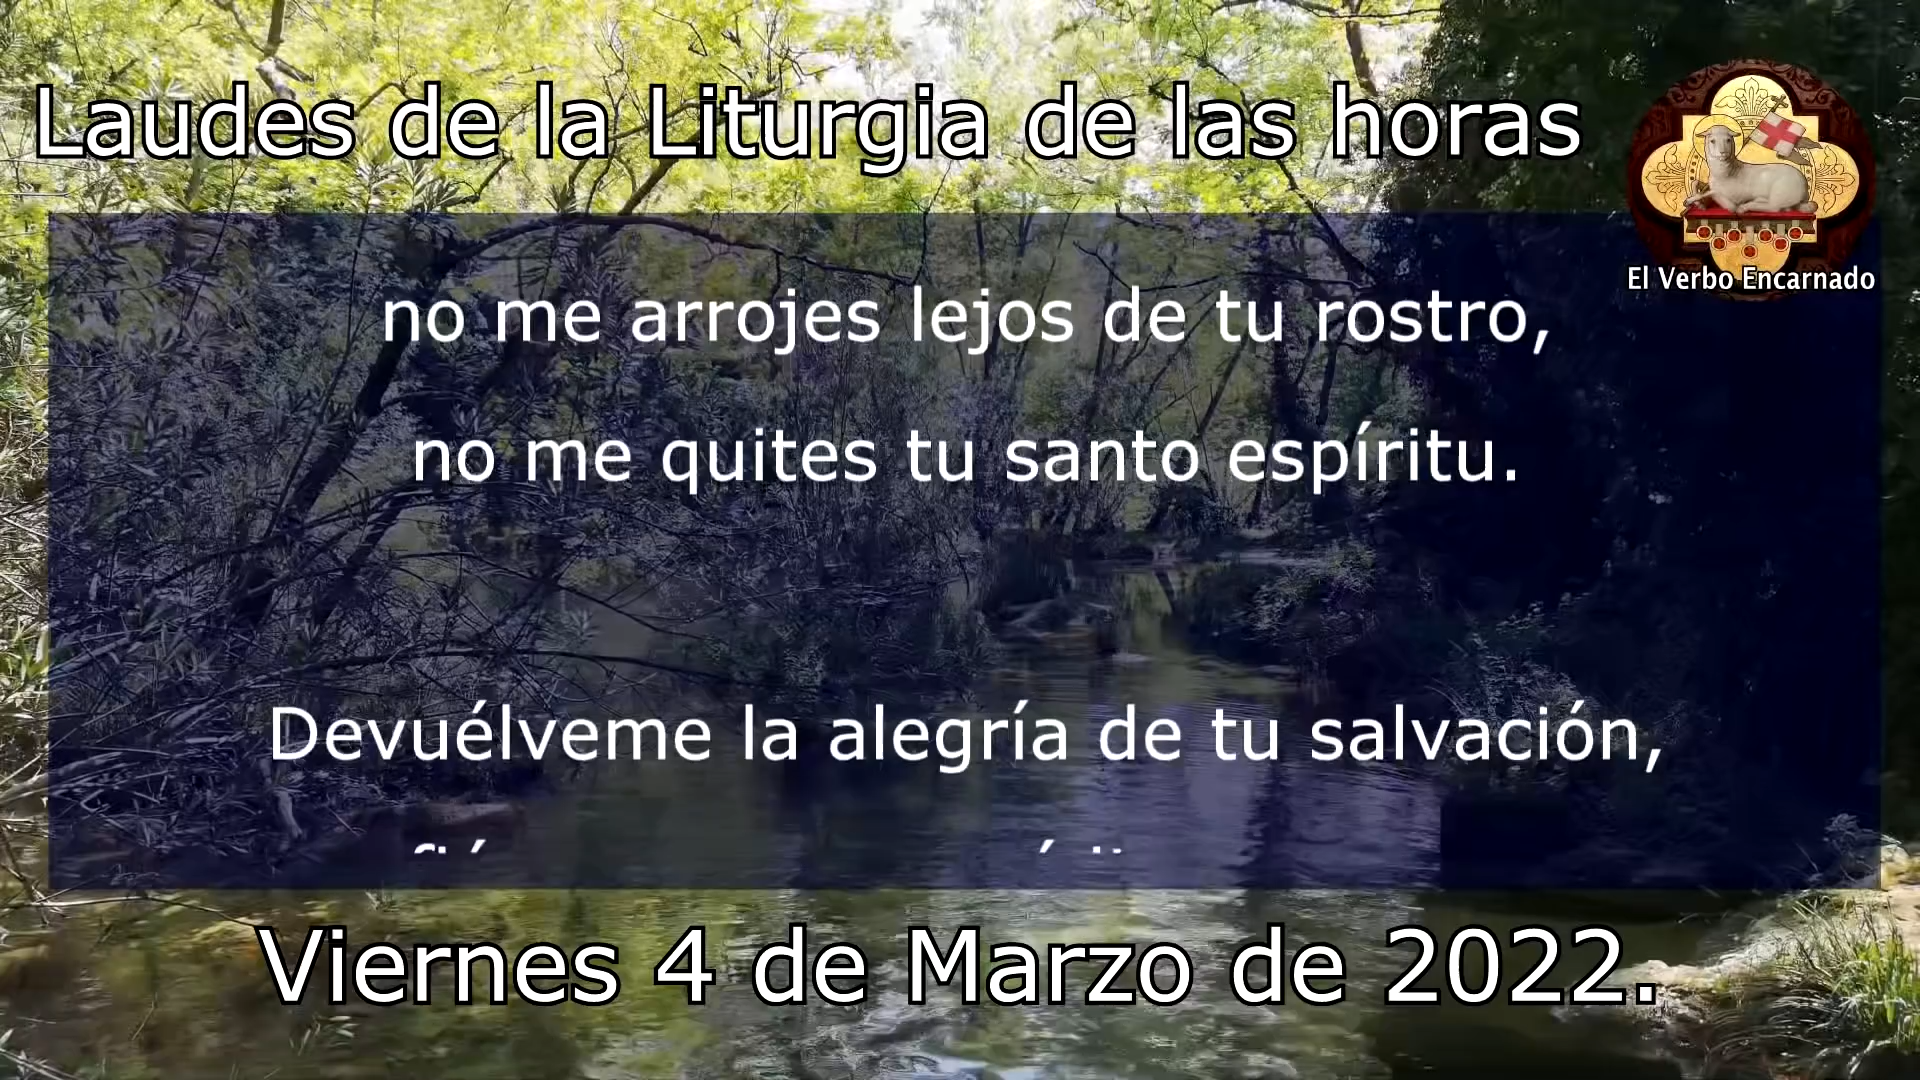 Laudes de la Liturgia de las horas
El Verbo Encarnado
no me arrojes lejos de tu rostro,
no me quites tu santo espíritu.
Devuélveme la alegría de tu salvación,
Viernes 4 de Marzo de 2022.